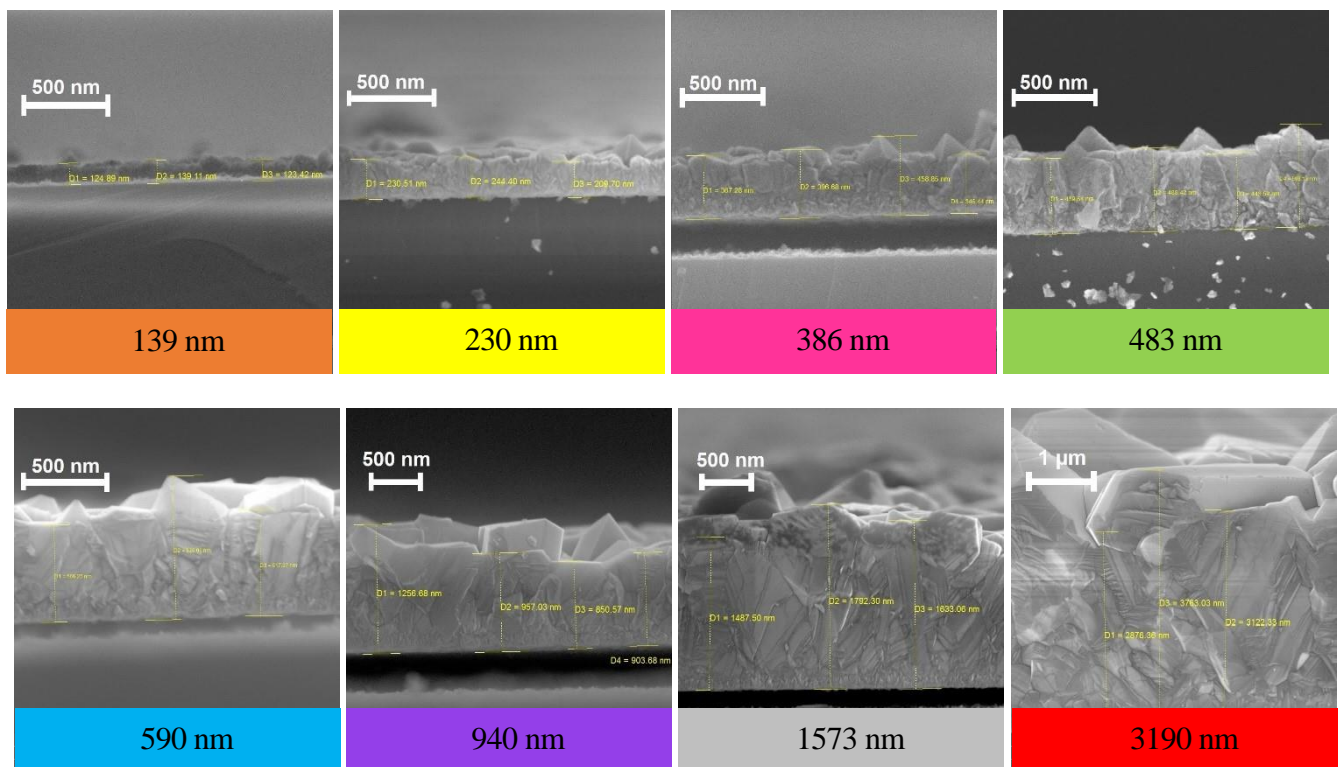 500 nm
D1 = 124.89 nm
D2 = 139.11 nm
D3 = 123.42 nm
139 nm
500 nm
D1 = 230.51 nm
D2 = 244.40 nm
D3 = 209.70 nm
230 nm
500 nm
D2 = 396.68 nm
D3 = 458.85 nm
386 nm
500 nm
483 nm
500 nm
590 nm
500 nm
D1 = 1256.68 nm
D2 = 957.03 nm
D3 = 850.57 nm
D4 = 903.68 nm
940 nm
500 nm
D1 = 1487.50 nm
D2 = 1792.30 nm
D3 = 1633.06 nm
1573 nm
1 µm
D3 = 3763.03 nm
D2 = 3122.33 nm
D1 = 2876.36 nm
3190 nm